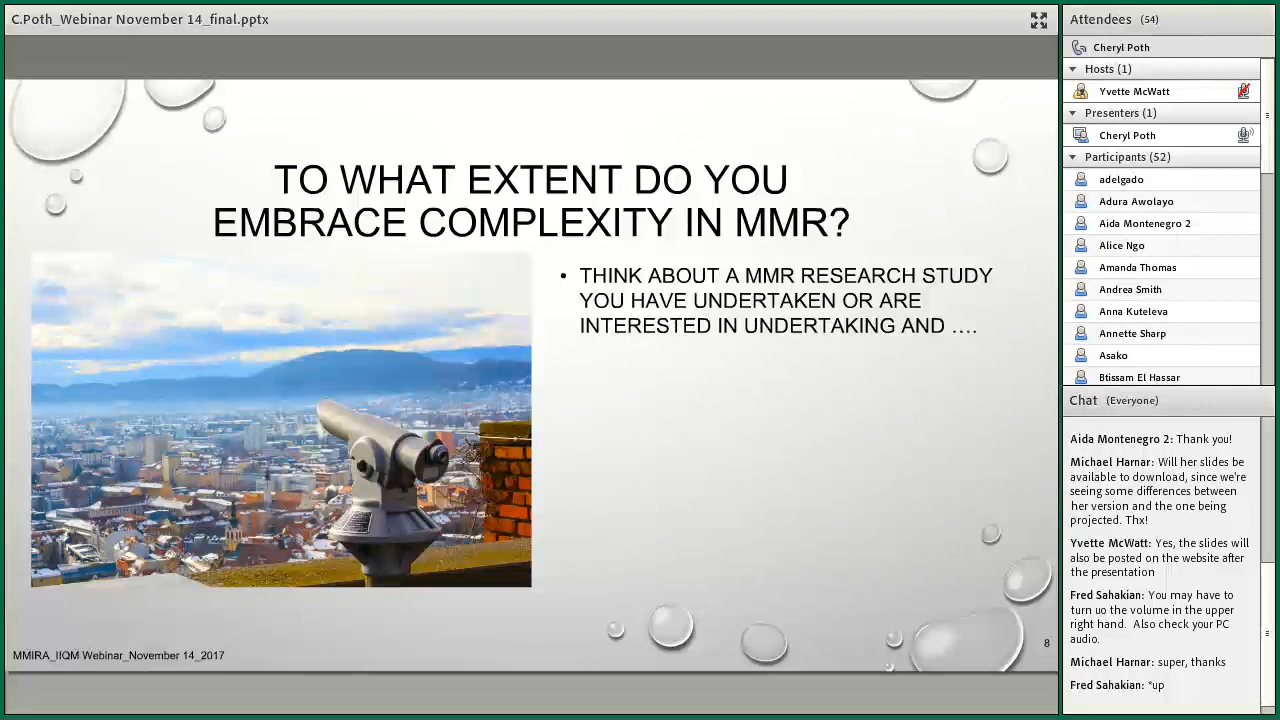 C.Poth_Webinar November 14_final.pptx
TO WHAT EXTENT DO YOU
EMBRACE COMPLEXITY IN MMR?
• THINK ABOUT A MMR RESEARCH STUDY
YOU HAVE UNDERTAKEN OR ARE
INTERESTED IN UNDERTAKING AND ….
MMIRA_IIQM Webinar_November 14_2017
8
Attendees (54)
Cheryl Poth
Hosts (1)
Yvette McWatt
Presenters (1)
Cheryl Poth
Participants (52)
adelgado
Adura Awolayo
Aida Montenegro 2
Alice Ngo
Amanda Thomas
Andrea Smith
Anna Kuteleva
Annette Sharp
Asako
Btissam El Hassar
Chat (Everyone)
Aida Montenegro 2: Thank you!
Michael Harnar: Will her slides be
available to download, since we're
seeing some differences between
her version and the one being
projected. Thx!
Yvette McWatt: Yes, the slides will
also be posted on the website after
the presentation
Fred Sahakian: You may have to
turn uo the volume in the upper
right hand. Also check your PC
audio.
Michael Harnar: super, thanks
Fred Sahakian: *up